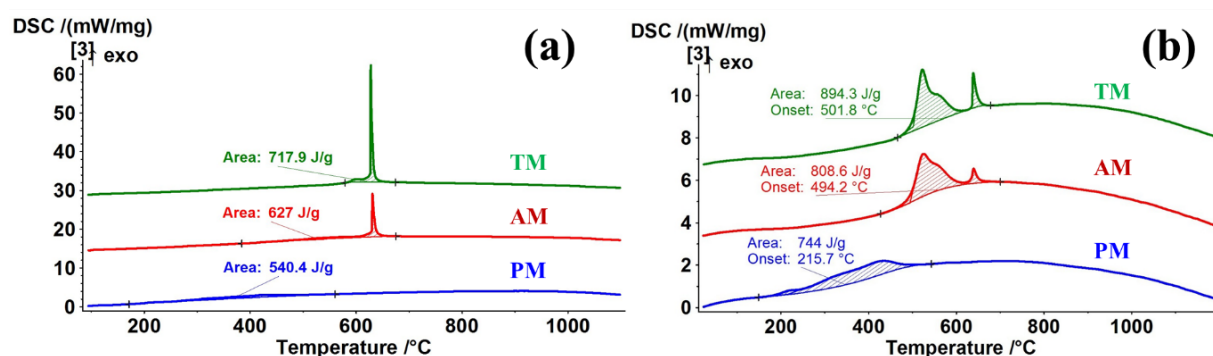 DSC /(mW/mg)
[3] exo
(a)
60
50
40
30
20
10
0
Area: 717.9 J/g
TM
Area: 627 J/g
AM
Area: 540.4 J/g
PM
200 400 600 800 1000
Temperature /°C
DSC /(mW/mg)
[3] exo
(b)
10
8
6
4
2
0
Area: 894.3 J/g
Onset: 501.8 °C
TM
Area: 808.6 J/g
Onset: 494.2 °C
AM
Area: 744 J/g
Onset: 215.7 °C
PM
200 400 600 800 1000
Temperature /°C